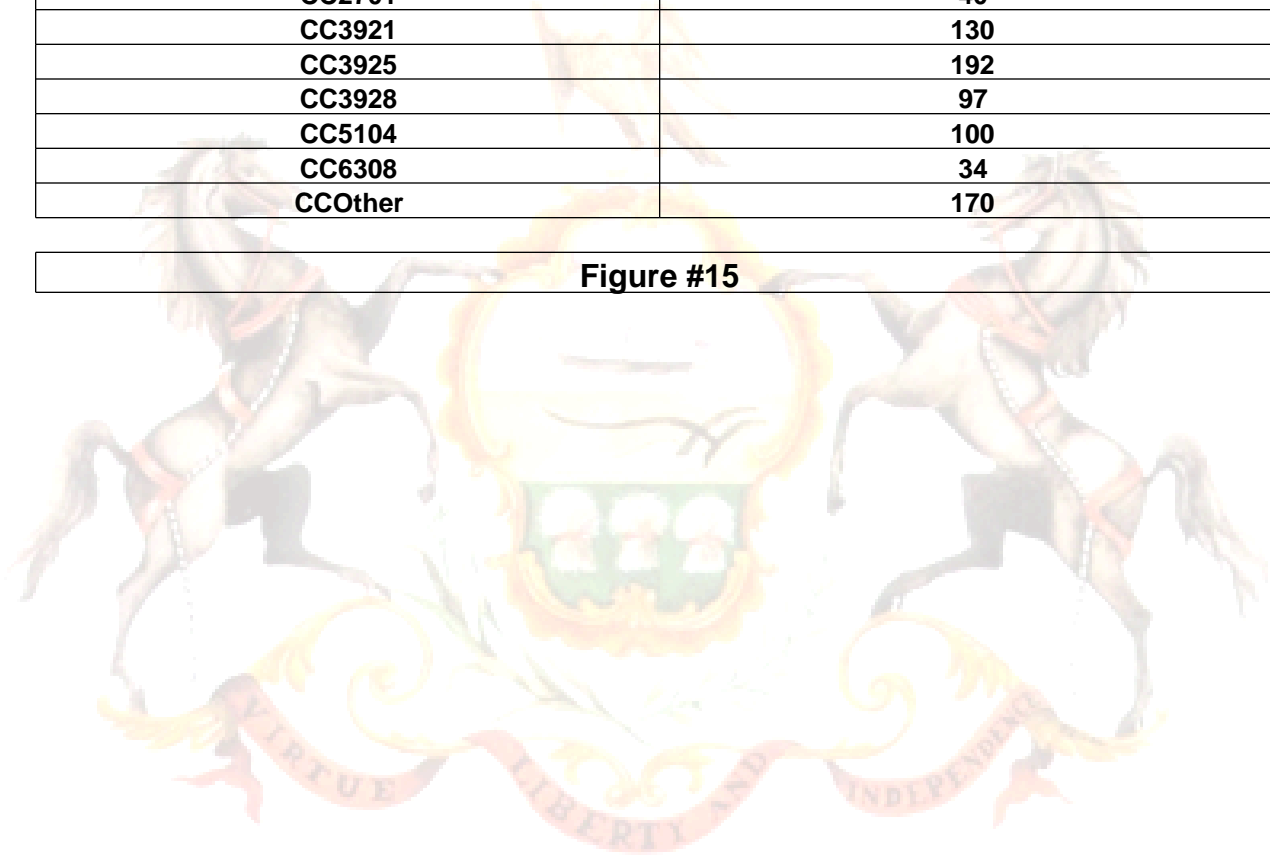 CC3921 130
CC3925 192
CC3928 97
CC5104 100
CC6308 34
CCOther 170
Figure #15
VIRTUE LIBERTY AND INDEPENDENCE